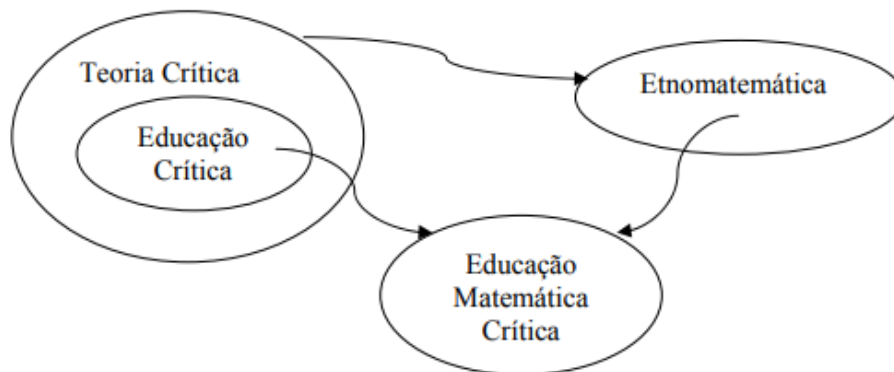 Teoria Crítica
Educação
Crítica
Etnomatemática
Educação
Matemática
Crítica